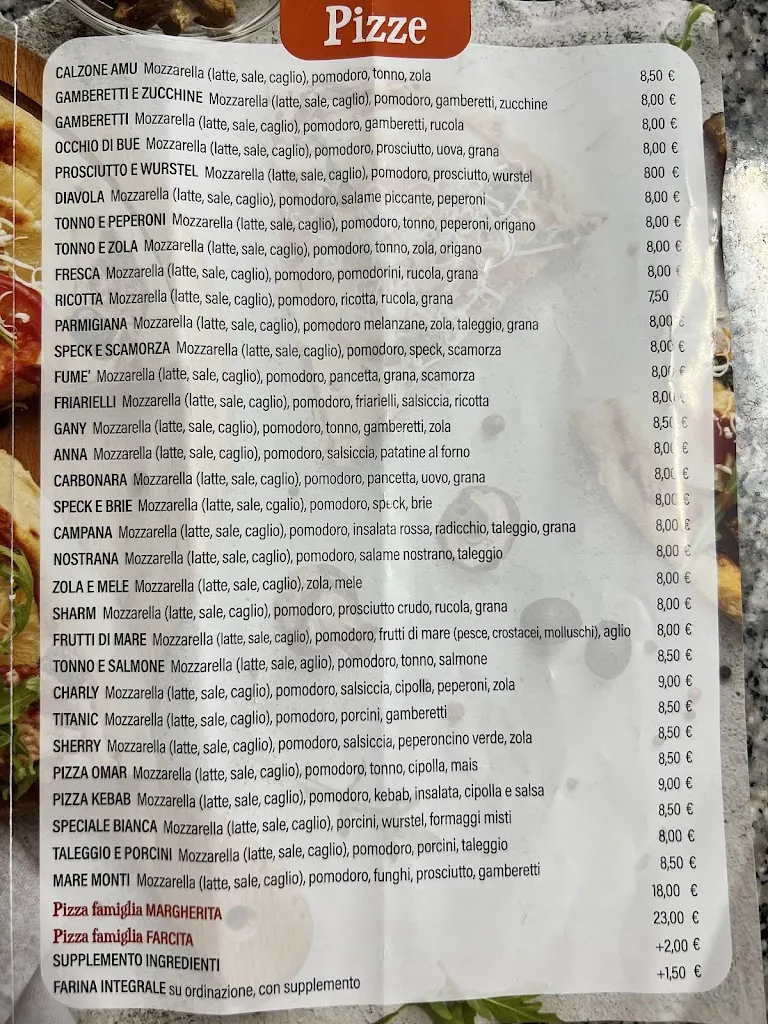 Pizze
CALZONE AMU Mozzarella (latte, sale, caglio), pomodoro, tonno, zola 8,50 €
GAMBERETTI E ZUCCHINE Mozzarella (latte, sale, caglio), pomodoro, gamberetti, zucchine 8,00 €
GAMBERETTI Mozzarella (latte, sale, caglio), pomodoro, gamberetti, rucola 8,00 €
OCCHIO DI BUE Mozzarella (latte, sale, caglio), pomodoro, prosciutto, uova, grana 8,00 €
PROSCIUTTO E WURSTEL Mozzarella (latte, sale, caglio), pomodoro, prosciutto, wurstel 800 €
DIAVOLA Mozzarella (latte, sale, caglio), pomodoro, salame piccante, peperoni 8,00 €
TONNO E PEPERONI Mozzarella (latte, sale, caglio), pomodoro, tonno, peperoni, origano 8,00 €
TONNO E ZOLA Mozzarella (latte, sale, caglio), pomodoro, tonno, zola, origano 8,00 €
FRESCA Mozzarella (latte, sale, caglio), pomodoro, pomodorini, rucola, grana 8,00 €
RICOTTA Mozzarella (latte, sale, caglio), pomodoro, ricotta, rucola, grana 7,50
PARMIGIANA Mozzarella (latte, sale, caglio), pomodoro melanzane, zola, taleggio, grana 8,00 €
SPECK E SCAMORZA Mozzarella (latte, sale, caglio), pomodoro, speck, scamorza 8,00 €
FUME' Mozzarella (latte, sale, caglio), pomodoro, pancetta, grana, scamorza 8,00 €
FRIARIELLI Mozzarella (latte, sale, caglio), pomodoro, friarielli, salsiccia, ricotta 8,00 €
GANY Mozzarella (latte, sale, caglio), pomodoro, tonno, gamberetti, zola 8,50 €
ANNA Mozzarella (latte, sale, caglio), pomodoro, salsiccia, patatine al forno 8,00 €
CARBONARA Mozzarella (latte, sale, caglio), pomodoro, pancetta, uovo, grana 8,00 €
SPECK E BRIE Mozzarella (latte, sale, cgalio), pomodoro, speck, brie 8,00 €
CAMPANA Mozzarella (latte, sale, caglio), pomodoro, insalata rossa, radicchio, taleggio, grana 8,00 €
NOSTRANA Mozzarella (latte, sale, caglio), pomodoro, salame nostrano, taleggio 8,00 €
ZOLA E MELE Mozzarella (latte, sale, caglio), zola, mele 8,00 €
SHARM Mozzarella (latte, sale, caglio), pomodoro, prosciutto crudo, rucola, grana 8,00 €
FRUTTI DI MARE Mozzarella (latte, sale, caglio), pomodoro, frutti di mare (pesce, crostacei, molluschi), aglio 8,00 €
TONNO E SALMONE Mozzarella (latte, sale, aglio), pomodoro, tonno, salmone 8,50 €
CHARLY Mozzarella (latte, sale, caglio), pomodoro, salsiccia, cipolla, peperoni, zola 9,00 €
TITANIC Mozzarella (latte, sale, caglio), pomodoro, porcini, gamberetti 8,50 €
SHERRY Mozzarella (latte, sale, caglio), pomodoro, salsiccia, peperoncino verde, zola 8,50 €
PIZZA OMAR Mozzarella (latte, sale, caglio), pomodoro, tonno, cipolla, mais 8,50 €
PIZZA KEBAB Mozzarella (latte, sale, caglio), pomodoro, kebab, insalata, cipolla e salsa 9,00 €
SPECIALE BIANCA Mozzarella (latte, sale, caglio), porcini, wurstel, formaggi misti 8,50 €
TALEGGIO E PORCINI Mozzarella (latte, sale, caglio), pomodoro, porcini, taleggio 8,00 €
MARE MONTI Mozzarella (latte, sale, caglio), pomodoro, funghi, prosciutto, gamberetti 8,50 €
Pizza famiglia MARGHERITA 18,00 €
Pizza famiglia FARCITA 23,00 €
SUPPLEMENTO INGREDIENTI +2,00 €
FARINA INTEGRALE su ordinazione, con supplemento +1,50 €